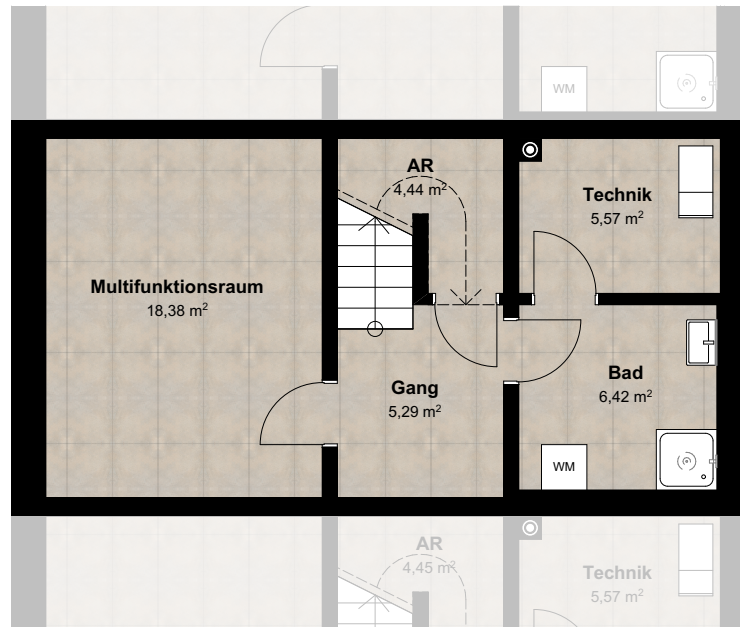 WM
AR
4,44 m²
Technik
5,57 m²
Multifunktionsraum
18,38 m²
Gang
5,29 m²
Bad
6,42 m²
WM
AR
4,45 m²
Technik
5,57 m²